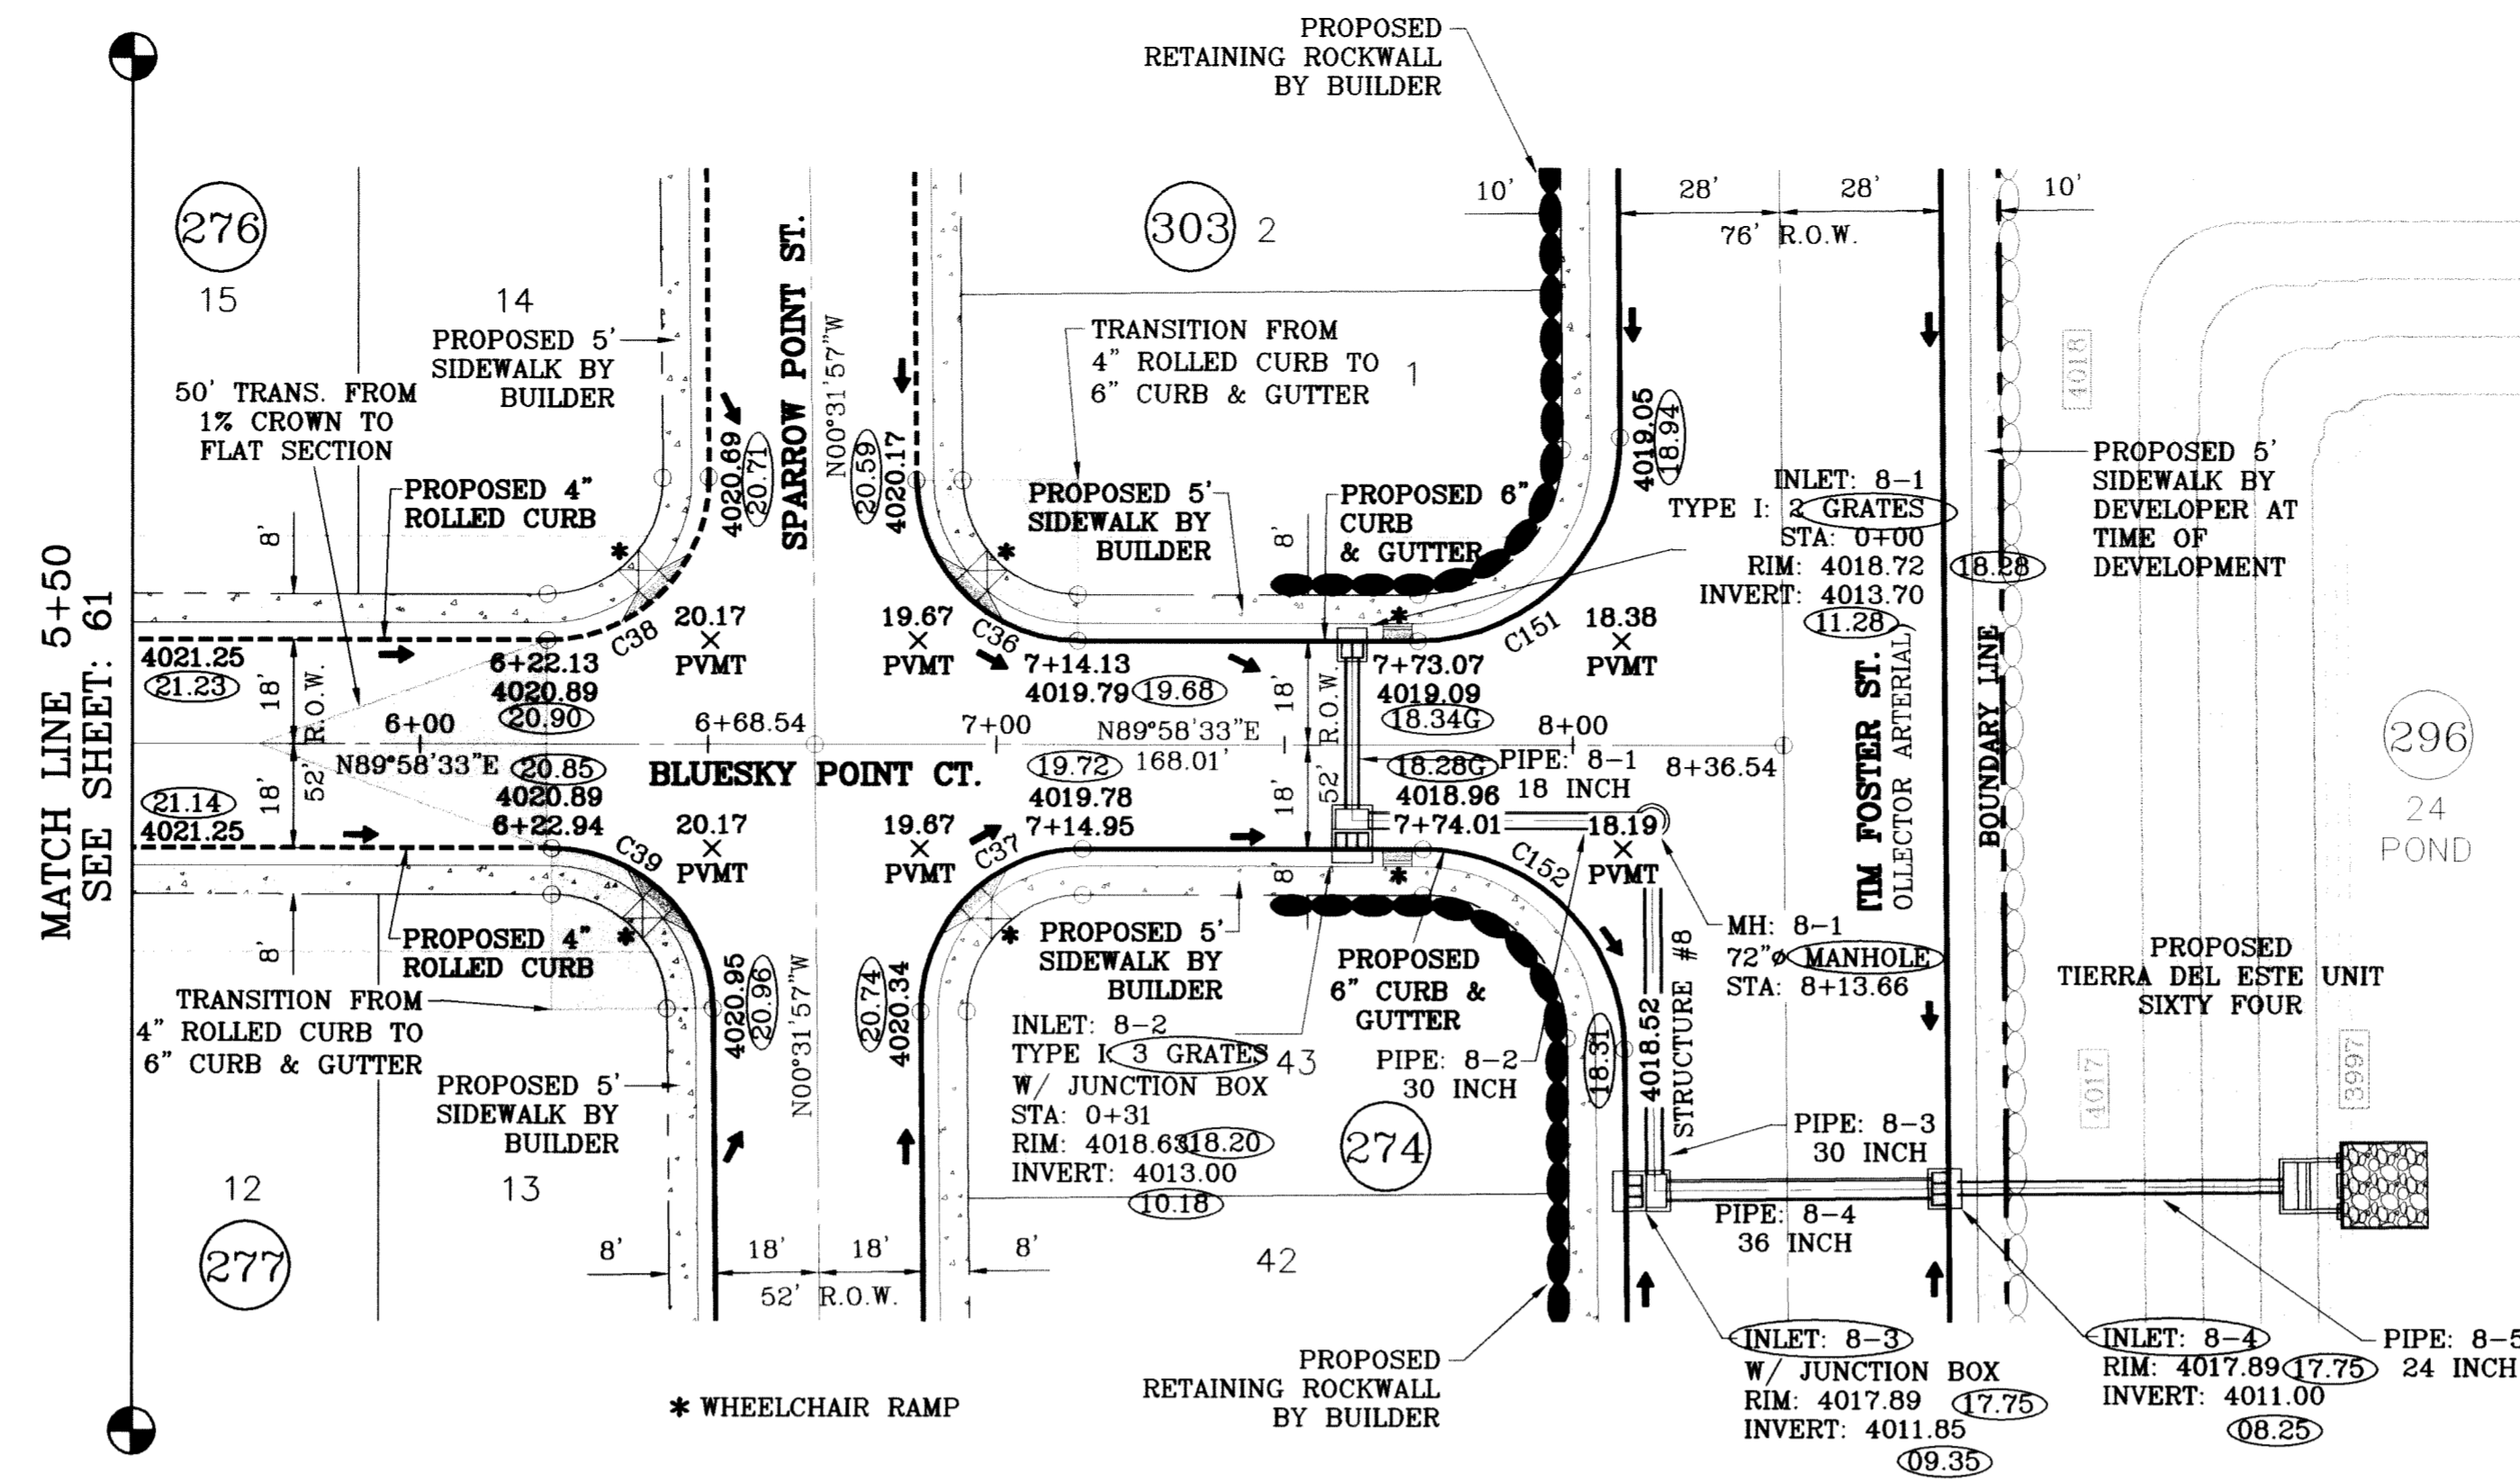 PROPOSED
RETAINING ROCKWALL
BY BUILDER
MATCH LINE 5+50
SEE SHEET: 61
276
15
14
PROPOSED 5'
SIDEWALK BY
BUILDER
50' TRANS. FROM
1% CROWN TO
FLAT SECTION
PROPOSED 4"
ROLLED CURB
8'
SPARROW POINT ST.
N00°31'57"W
4020.69
20.71
20.59
4020.17
303
2
TRANSITION FROM
4" ROLLED CURB TO
6" CURB & GUTTER
1
PROPOSED 5'
SIDEWALK BY
BUILDER
PROPOSED 6"
CURB
& GUTTER
8'
10'
28'
28'
10'
76' R.O.W.
4019.05
18.94
INLET: 8-1
TYPE I: 2 GRATES
STA: 0+00
RIM: 4018.72
18.28
INVERT: 4013.70
11.28
4018
PROPOSED 5'
SIDEWALK BY
DEVELOPER AT
TIME OF
DEVELOPMENT
*
*
*
C38
C36
C151
20.17
PVMT
19.67
PVMT
18.38
PVMT
4021.25
21.23
18'
R.O.W.
6+22.13
4020.89
20.90
7+14.13
4019.79
19.68
18'
R.O.W.
7+73.07
4019.09
18.34G
6+00
6+68.54
7+00
N89°58'33"E
168.01'
8+00
8+36.54
N89°58'33"E
20.85
4020.89
6+22.94
BLUESKY POINT CT.
19.72
4019.78
7+14.95
18.28G
4018.96
7+74.01
PIPE: 8-1
18 INCH
21.14
4021.25
18'
52'
18'
52'
20.17
PVMT
19.67
PVMT
18.19
PVMT
C39
C37
C152
TIM FOSTER ST.
OLLECTOR ARTERIAL)
BOUNDARY LINE
296
24
POND
8'
PROPOSED 4"
ROLLED CURB
*
*
*
8'
TRANSITION FROM
4" ROLLED CURB TO
6" CURB & GUTTER
PROPOSED 5'
SIDEWALK BY
BUILDER
4020.95
20.96
N00°31'57"W
20.74
4020.34
PROPOSED 5'
SIDEWALK BY
BUILDER
INLET: 8-2
TYPE I: 3 GRATES
W/ JUNCTION BOX
STA: 0+31
RIM: 4018.63
18.20
INVERT: 4013.00
10.18
43
PROPOSED
6" CURB &
GUTTER
PIPE: 8-2
30 INCH
274
18.31
4018.52
STRUCTURE #8
MH: 8-1
72"ø MANHOLE
STA: 8+13.66
PROPOSED
TIERRA DEL ESTE UNIT
SIXTY FOUR
4017
3997
PIPE: 8-3
30 INCH
PIPE: 8-4
36 INCH
12
13
277
8'
18'
18'
8'
52' R.O.W.
42
PROPOSED
RETAINING ROCKWALL
BY BUILDER
INLET: 8-3
W/ JUNCTION BOX
RIM: 4017.89
17.75
INVERT: 4011.85
09.35
INLET: 8-4
RIM: 4017.89
17.75
INVERT: 4011.00
08.25
PIPE: 8-5
24 INCH
* WHEELCHAIR RAMP